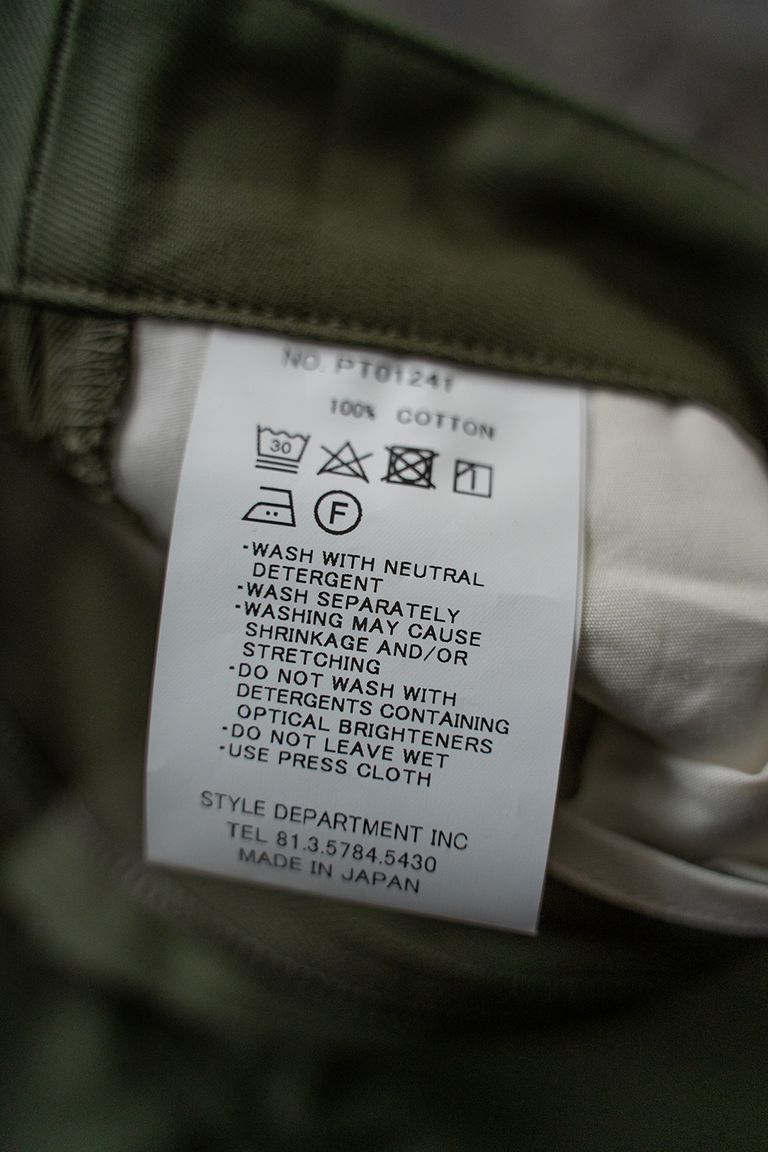 NO. PT01241
100% COTTON
30
F
-WASH WITH NEUTRAL
DETERGENT
-WASH SEPARATELY
-WASHING MAY CAUSE
SHRINKAGE AND/OR
STRETCHING
-DO NOT WASH WITH
DETERGENTS CONTAINING
OPTICAL BRIGHTENERS
-DO NOT LEAVE WET
-USE PRESS CLOTH
STYLE DEPARTMENT INC
TEL 81.3.5784.5430
MADE IN JAPAN